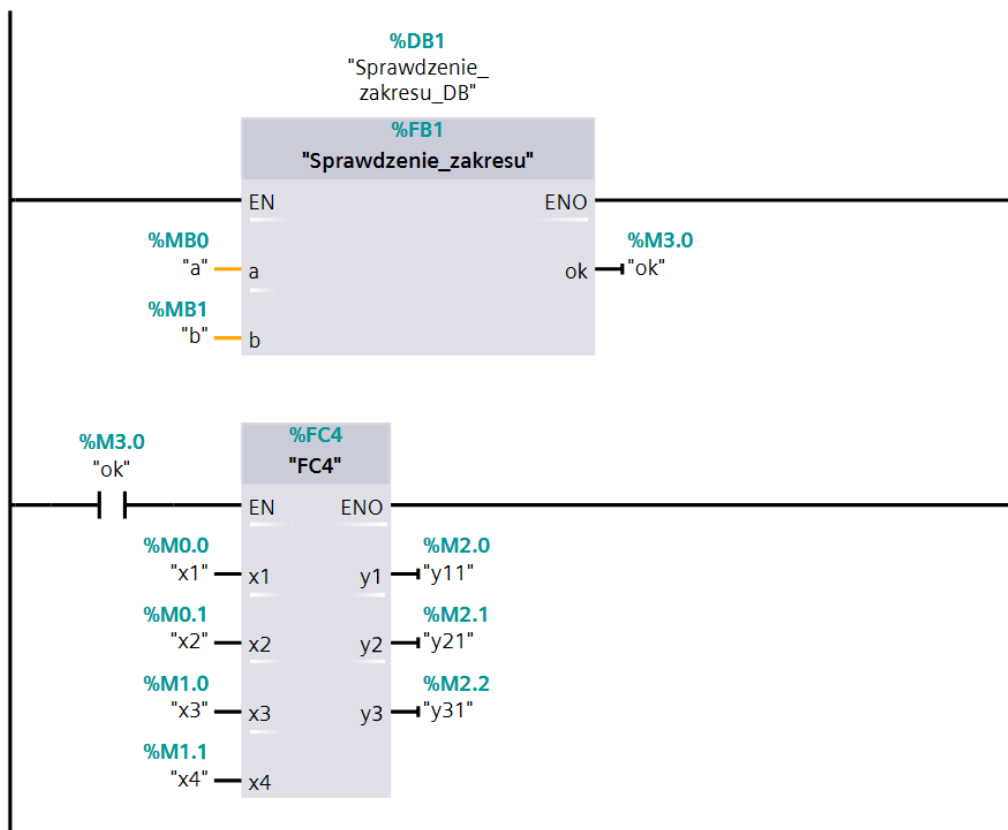 %DB1
"Sprawdzenie_
zakresu_DB"
%FB1
"Sprawdzenie_zakresu"
EN ENO
%MB0 %M3.0
"a" a ok "ok"
%MB1
"b" b
%M3.0 %FC4
"ok" "FC4"
EN ENO
%M0.0 %M2.0
"x1" x1 y1 "y11"
%M0.1 %M2.1
"x2" x2 y2 "y21"
%M1.0 %M2.2
"x3" x3 y3 "y31"
%M1.1
"x4" x4